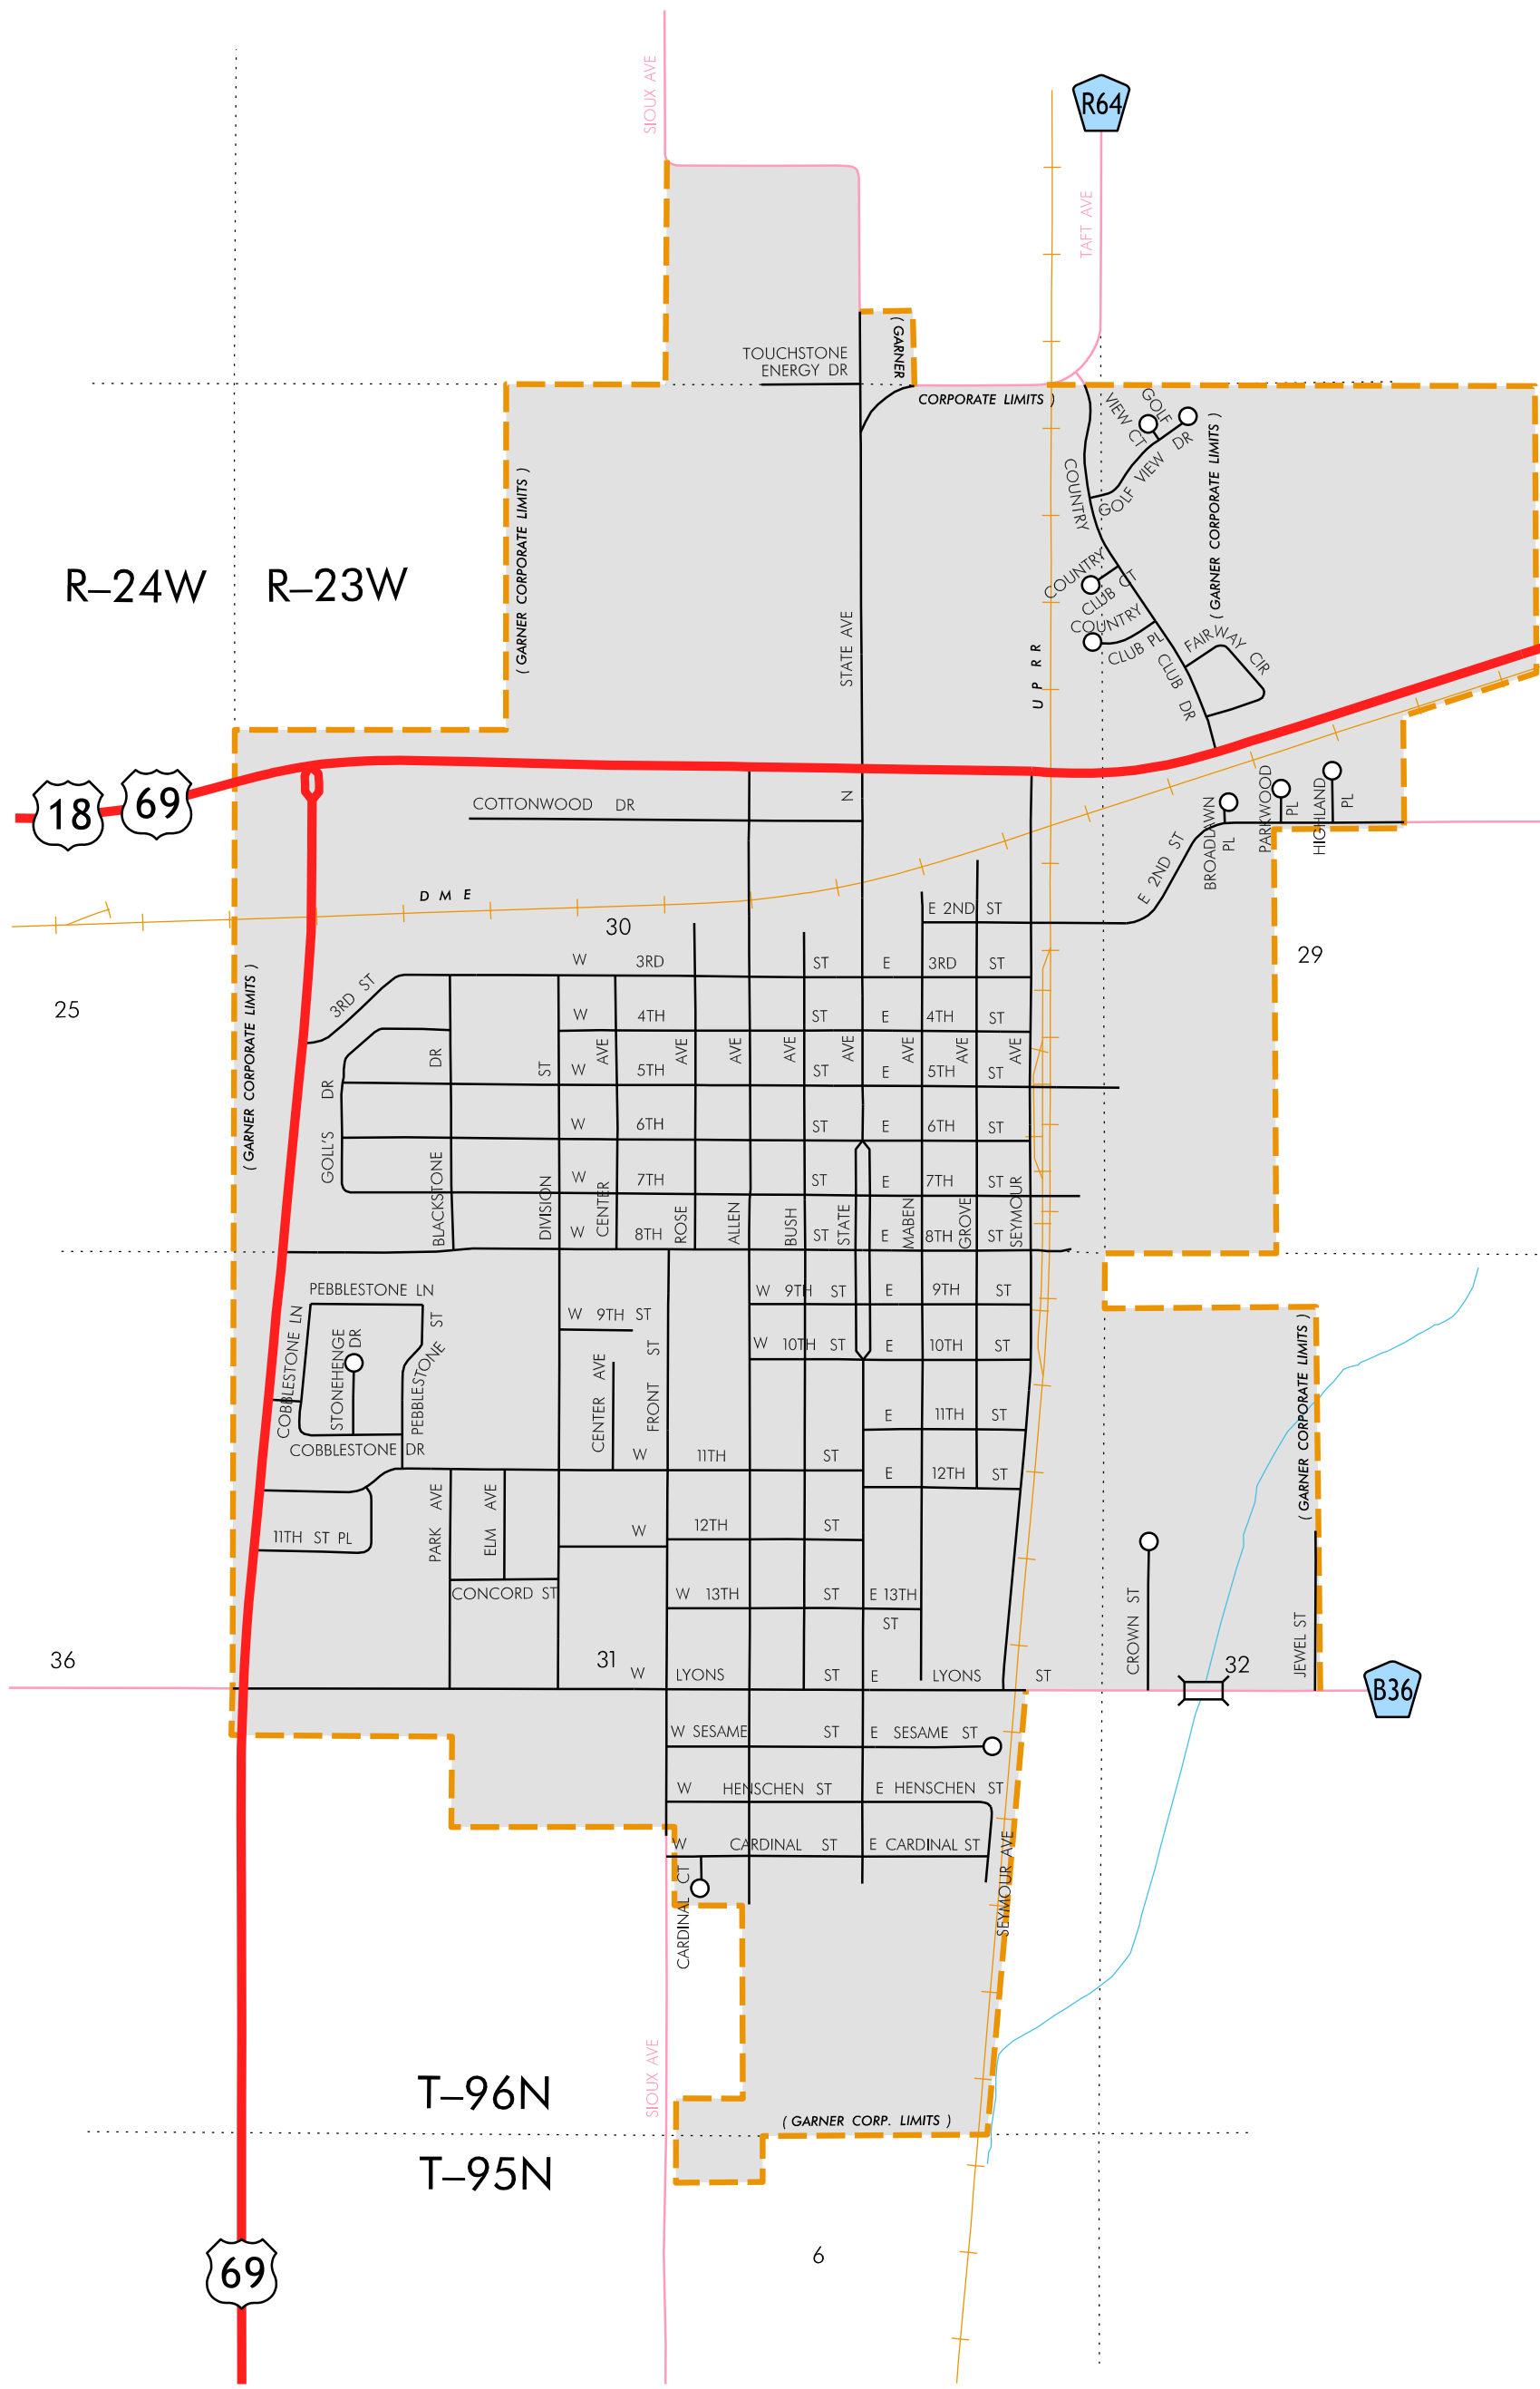 SIOUX AVE
R64
TAFT AVE
TOUCHSTONE
ENERGY DR
( GARNER
CORPORATE LIMITS )
GOLF
VIEW CT
GOLF VIEW DR
( GARNER CORPORATE LIMITS )
( GARNER CORPORATE LIMITS )
COUNTRY
CLUB DR
COUNTRY
CLUB CT
COUNTRY
CLUB PL
FAIRWAY CIR
R–24W
R–23W
N STATE AVE
U P R R
18
69
COTTONWOOD DR
BROADLAWN
PL
PARKWOOD
PL
HIGHLAND
PL
E 2ND ST
D M E
E 2ND ST
30
29
25
( GARNER CORPORATE LIMITS )
3RD ST
W 3RD ST E 3RD ST
W 4TH ST E 4TH ST
W 5TH ST E 5TH ST
W 6TH ST E 6TH ST
W 7TH ST E 7TH ST
W 8TH ST E 8TH ST
GOLL'S DR
BLACKSTONE DR
DIVISION ST
CENTER AVE
ROSE AVE
ALLEN AVE
BUSH AVE
STATE AVE
MABEN AVE
GROVE AVE
SEYMOUR AVE
PEBBLESTONE LN
COBBLESTONE LN
STONEHENGE
DR
PEBBLESTONE ST
COBBLESTONE DR
W 9TH ST
W 9TH ST E 9TH ST
W 10TH ST E 10TH ST
CENTER AVE
FRONT ST
( GARNER CORPORATE LIMITS )
E 11TH ST
W 11TH ST
E 12TH ST
11TH ST PL
PARK AVE
ELM AVE
W 12TH ST
CONCORD ST
W 13TH ST
E 13TH
ST
CROWN ST
JEWEL ST
36
31
32
W LYONS ST E LYONS ST
B36
W SESAME ST E SESAME ST
W HENSCHEN ST E HENSCHEN ST
W CARDINAL ST E CARDINAL ST
CARDINAL CT
SEYMOUR AVE
SIOUX AVE
T–96N
( GARNER CORP. LIMITS )
T–95N
6
69